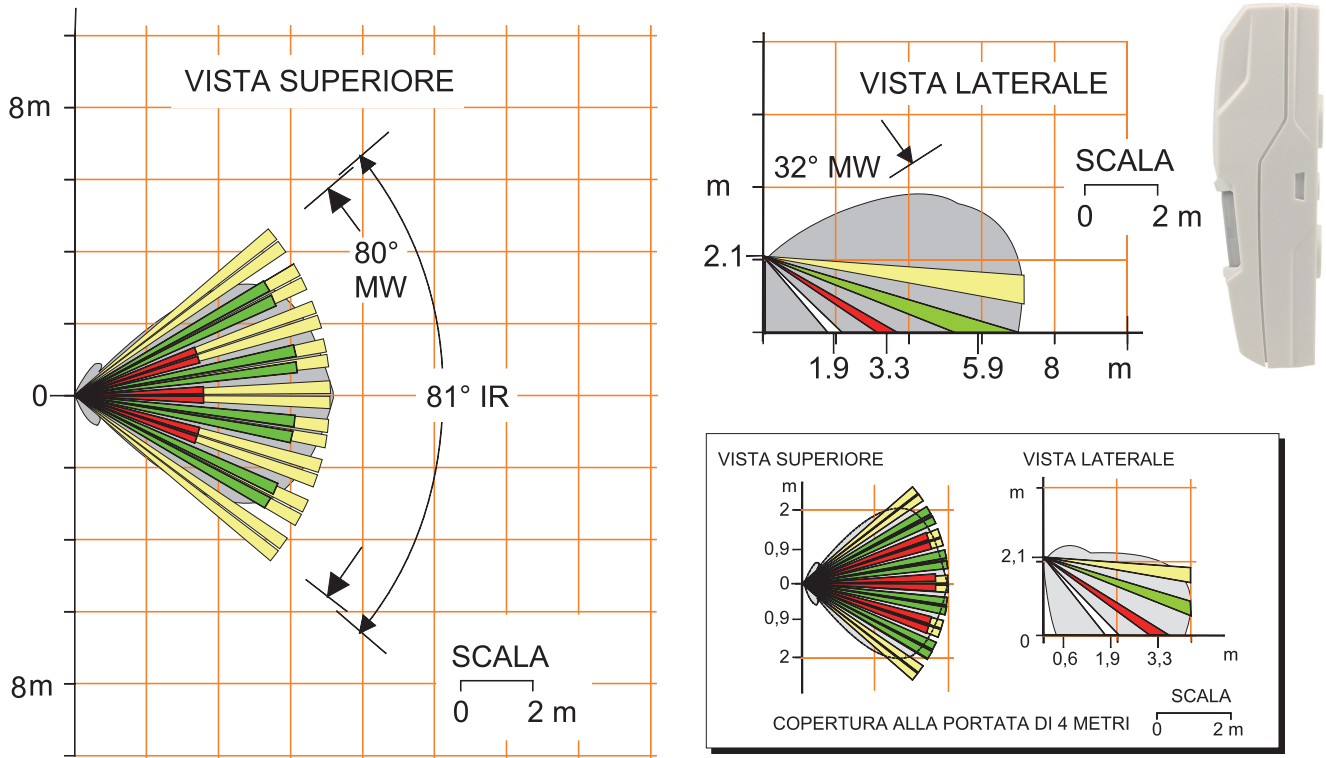 VISTA SUPERIORE
8m
80°
MW
0
81° IR
8m
SCALA
0 2 m
VISTA LATERALE
32° MW
SCALA
0 2 m
m
2.1
1.9 3.3 5.9 8 m
VISTA SUPERIORE
m
2
0,9
0
0,9
2
VISTA LATERALE
m
2,1
0
0,6 1,9 3,3 m
SCALA
0 2 m
COPERTURA ALLA PORTATA DI 4 METRI